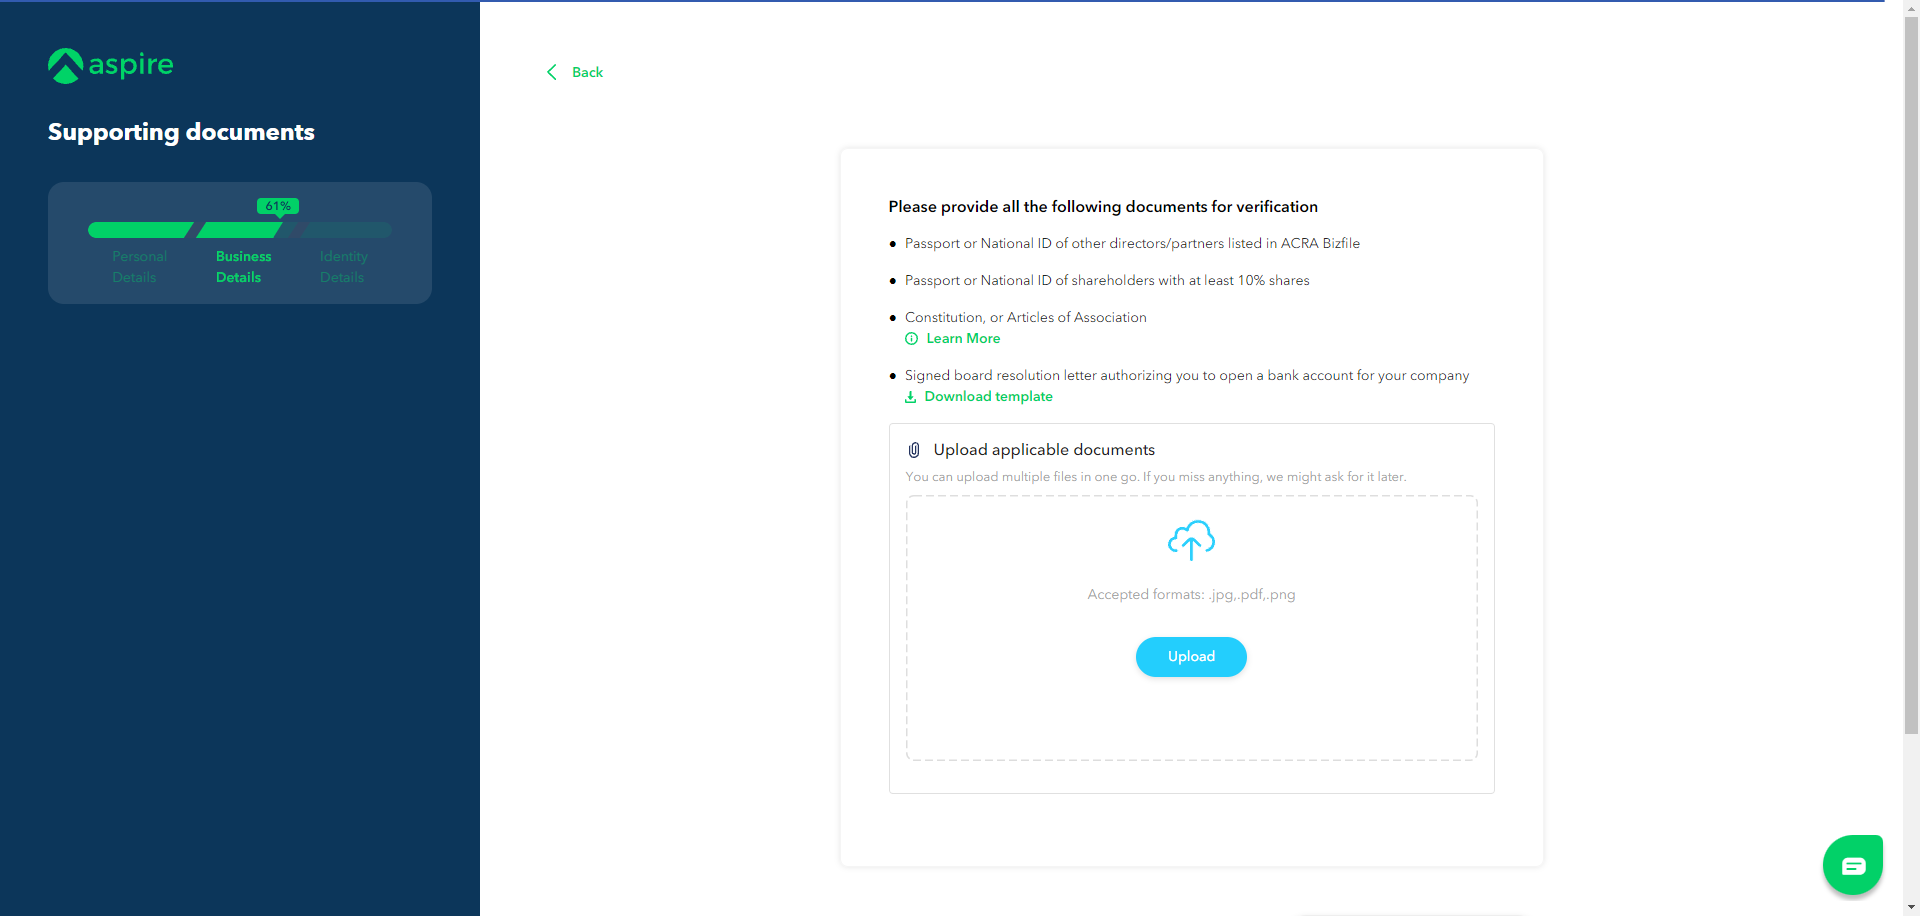 aspire
Supporting documents
61%
Personal Details
Business Details
Identity Details
Back
Please provide all the following documents for verification
• Passport or National ID of other directors/partners listed in ACRA Bizfile
• Passport or National ID of shareholders with at least 10% shares
• Constitution, or Articles of Association
Learn More
• Signed board resolution letter authorizing you to open a bank account for your company
Download template
Upload applicable documents
You can upload multiple files in one go. If you miss anything, we might ask for it later.
Accepted formats: .jpg,.pdf,.png
Upload